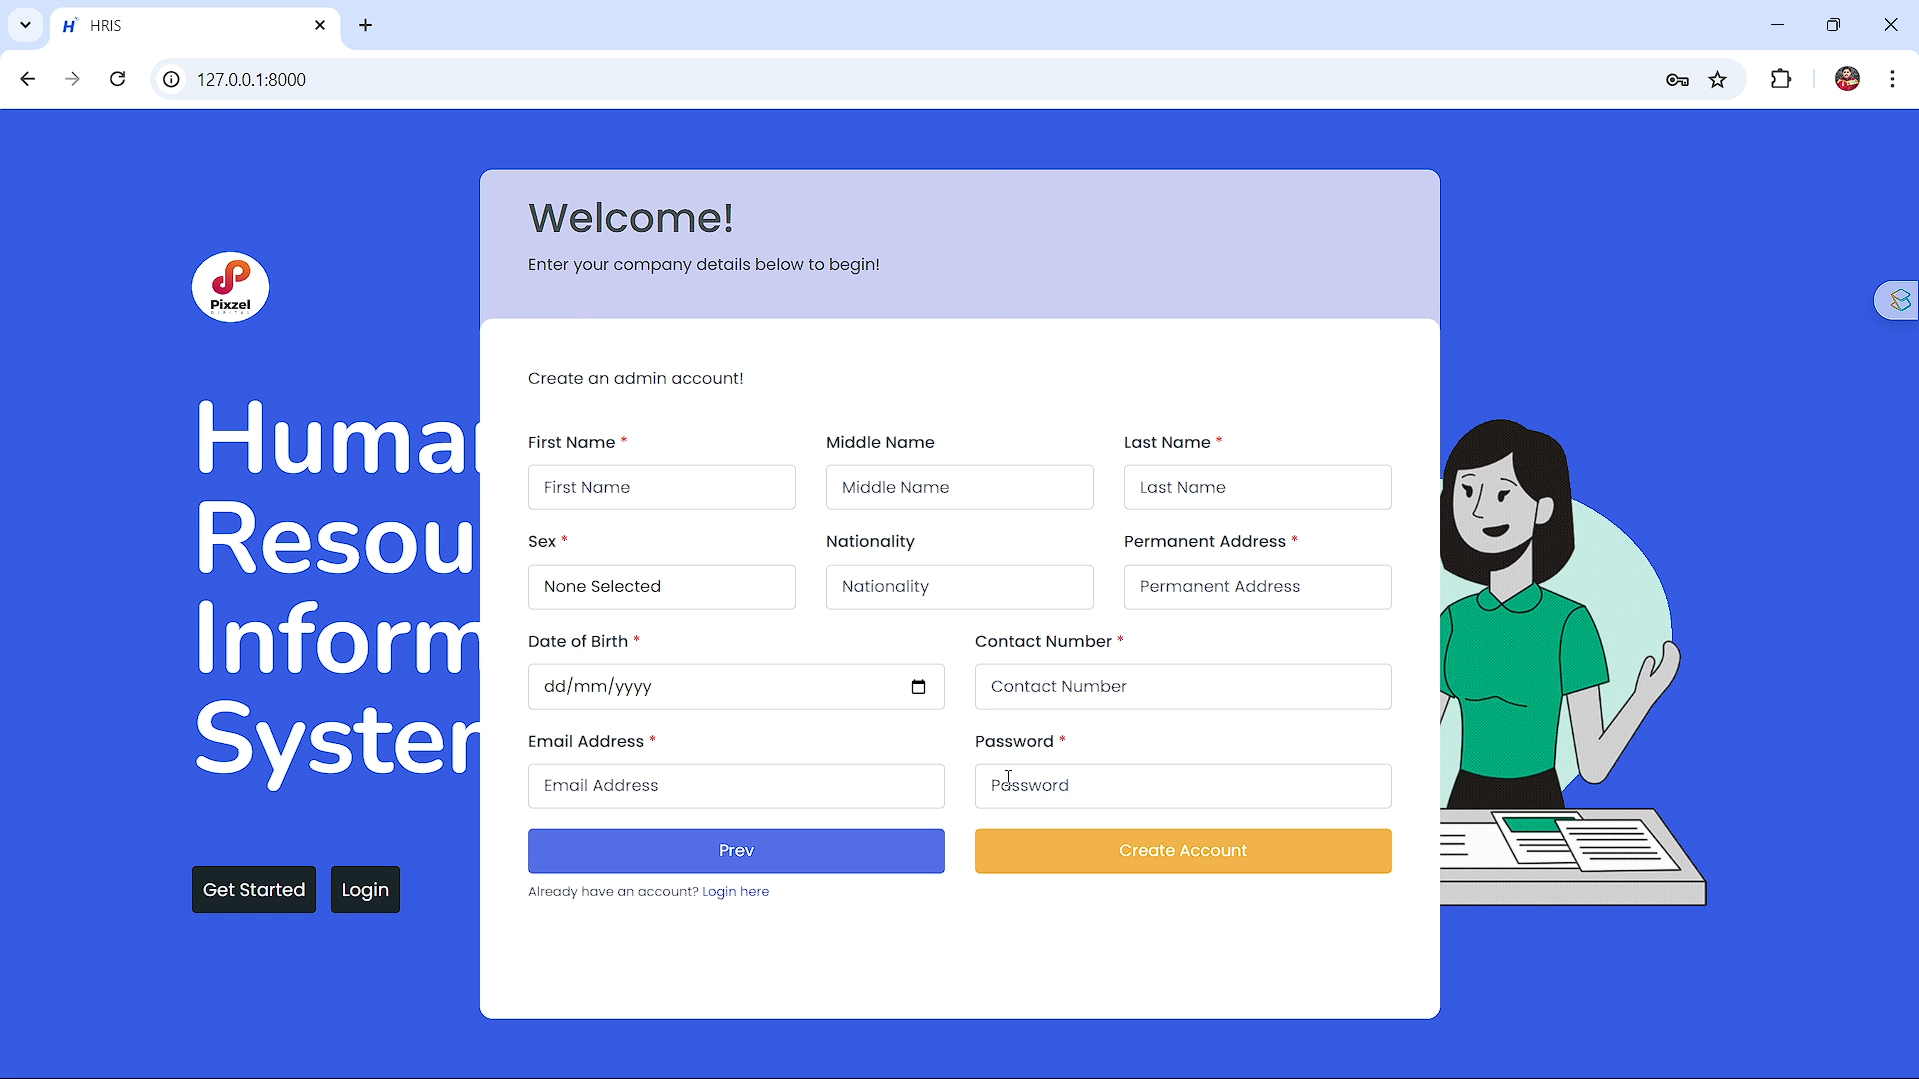 HRIS
127.0.0.1:8000
Welcome!
Enter your company details below to begin!
Pixzel
DIGITAL
Human
Resou
Inform
System
Get Started
Login
Create an admin account!
First Name *
Middle Name
Last Name *
First Name
Middle Name
Last Name
Sex *
Nationality
Permanent Address *
None Selected
Nationality
Permanent Address
Date of Birth *
Contact Number *
dd/mm/yyyy
Contact Number
Email Address *
Password *
Email Address
Password
Prev
Create Account
Already have an account? Login here